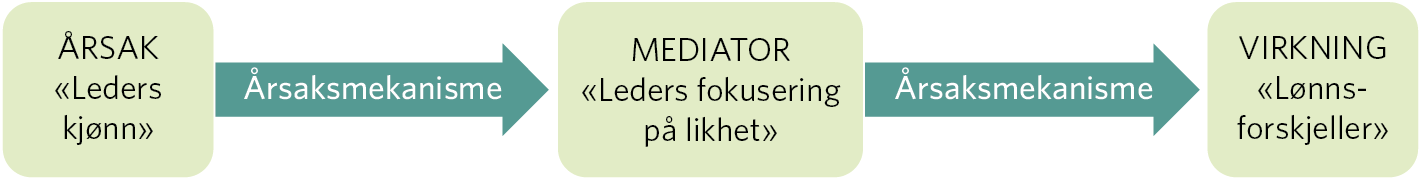 ÅRSAK
«Leders
kjønn»
Årsaksmekanisme
MEDIATOR
«Leders fokusering
på likhet»
Årsaksmekanisme
VIRKNING
«Lønns-
forskjeller»